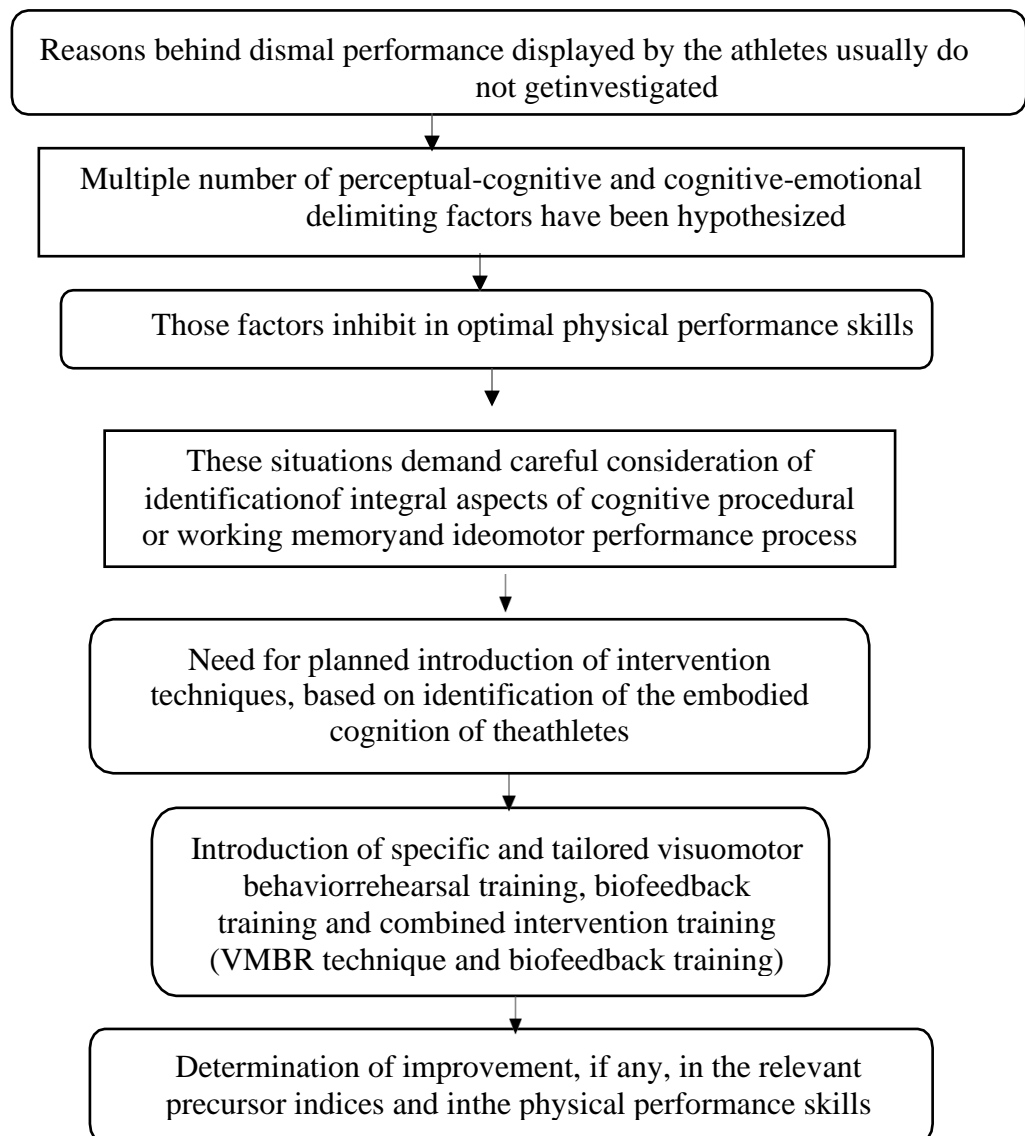 Reasons behind dismal performance displayed by the athletes usually do
not getinvestigated
Multiple number of perceptual-cognitive and cognitive-emotional
delimiting factors have been hypothesized
Those factors inhibit in optimal physical performance skills
These situations demand careful consideration of
identificationof integral aspects of cognitive procedural
or working memoryand ideomotor performance process
Need for planned introduction of intervention
techniques, based on identification of the embodied
cognition of theathletes
Introduction of specific and tailored visuomotor
behaviorrehearsal training, biofeedback
training and combined intervention training
(VMBR technique and biofeedback training)
Determination of improvement, if any, in the relevant
precursor indices and inthe physical performance skills